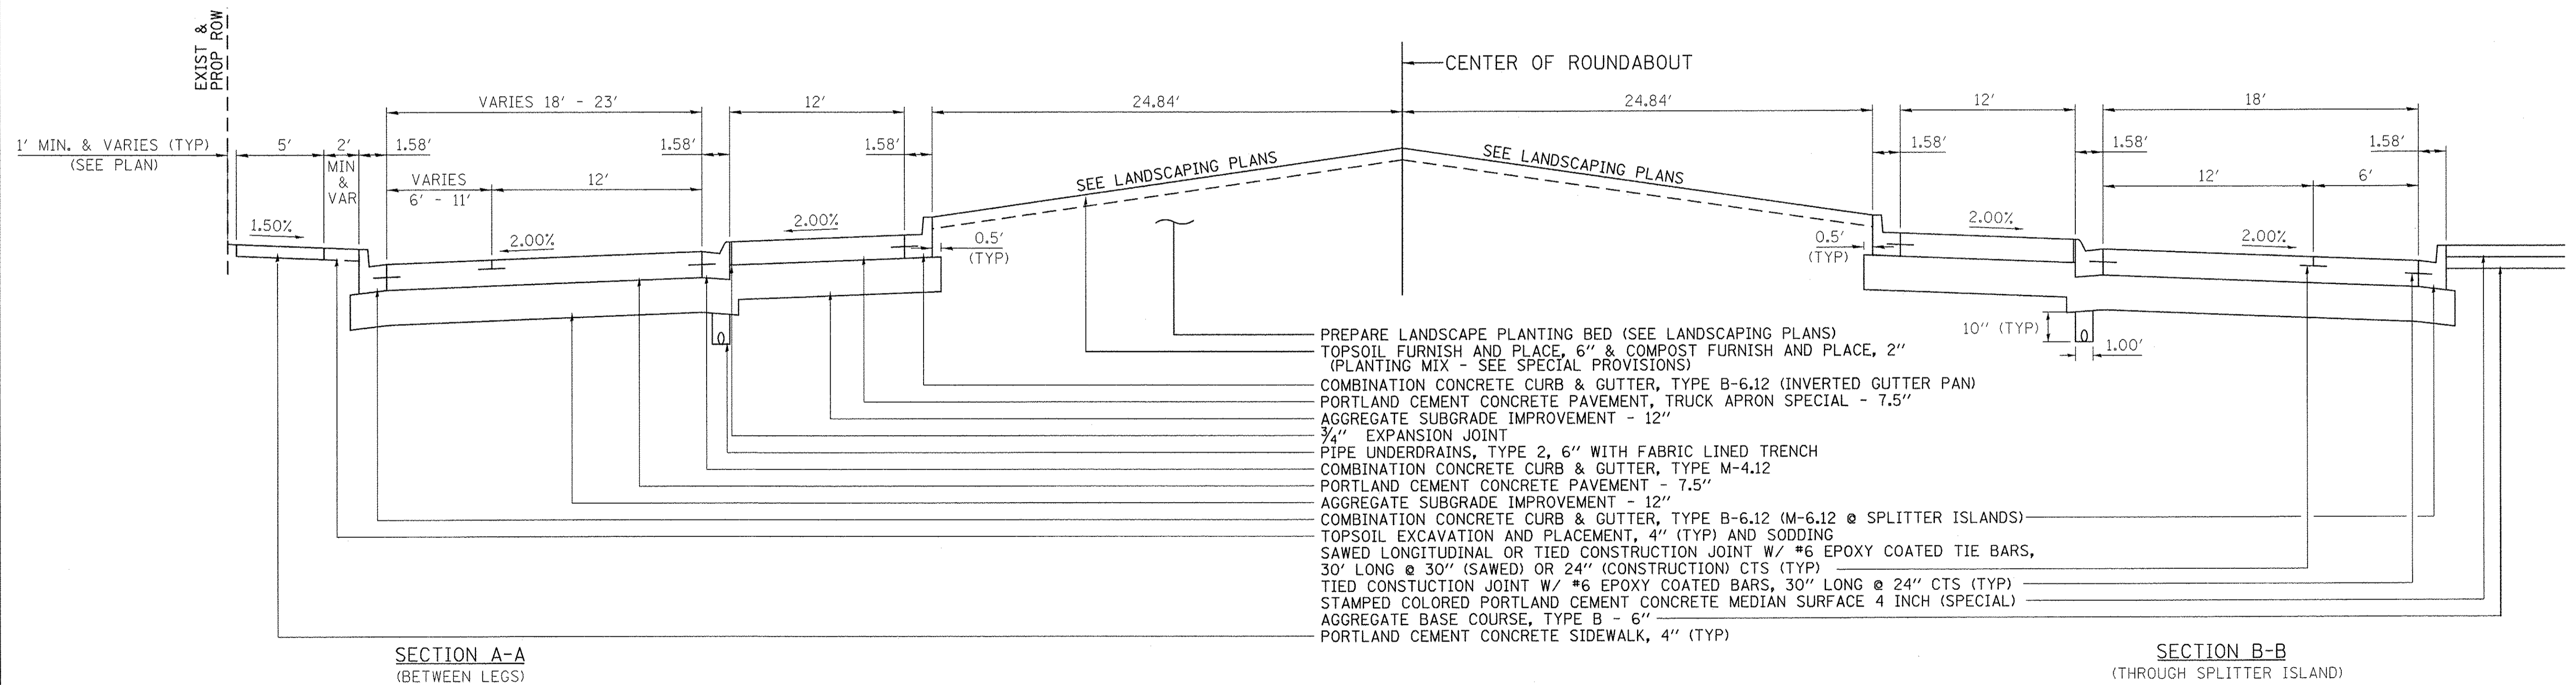 EXIST &
PROP ROW
CENTER OF ROUNDABOUT
VARIES 18' - 23'
12'
24.84'
24.84'
12'
18'
1' MIN. & VARIES (TYP)
(SEE PLAN)
5'
2'
MIN
&
VAR
1.58'
1.58'
1.58'
1.58'
1.58'
1.58'
VARIES
6' - 11'
12'
12'
6'
SEE LANDSCAPING PLANS
SEE LANDSCAPING PLANS
1.50%
2.00%
2.00%
2.00%
2.00%
0.5'
(TYP)
0.5'
(TYP)
10" (TYP)
1.00'
PREPARE LANDSCAPE PLANTING BED (SEE LANDSCAPING PLANS)
TOPSOIL FURNISH AND PLACE, 6" & COMPOST FURNISH AND PLACE, 2"
(PLANTING MIX - SEE SPECIAL PROVISIONS)
COMBINATION CONCRETE CURB & GUTTER, TYPE B-6.12 (INVERTED GUTTER PAN)
PORTLAND CEMENT CONCRETE PAVEMENT, TRUCK APRON SPECIAL - 7.5"
AGGREGATE SUBGRADE IMPROVEMENT - 12"
3/4" EXPANSION JOINT
PIPE UNDERDRAINS, TYPE 2, 6" WITH FABRIC LINED TRENCH
COMBINATION CONCRETE CURB & GUTTER, TYPE M-4.12
PORTLAND CEMENT CONCRETE PAVEMENT - 7.5"
AGGREGATE SUBGRADE IMPROVEMENT - 12"
COMBINATION CONCRETE CURB & GUTTER, TYPE B-6.12 (M-6.12 @ SPLITTER ISLANDS)
TOPSOIL EXCAVATION AND PLACEMENT, 4" (TYP) AND SODDING
SAWED LONGITUDINAL OR TIED CONSTRUCTION JOINT W/ #6 EPOXY COATED TIE BARS,
30' LONG @ 30" (SAWED) OR 24" (CONSTRUCTION) CTS (TYP)
TIED CONSTUCTION JOINT W/ #6 EPOXY COATED BARS, 30" LONG @ 24" CTS (TYP)
STAMPED COLORED PORTLAND CEMENT CONCRETE MEDIAN SURFACE 4 INCH (SPECIAL)
AGGREGATE BASE COURSE, TYPE B - 6"
PORTLAND CEMENT CONCRETE SIDEWALK, 4" (TYP)
SECTION A-A
(BETWEEN LEGS)
SECTION B-B
(THROUGH SPLITTER ISLAND)